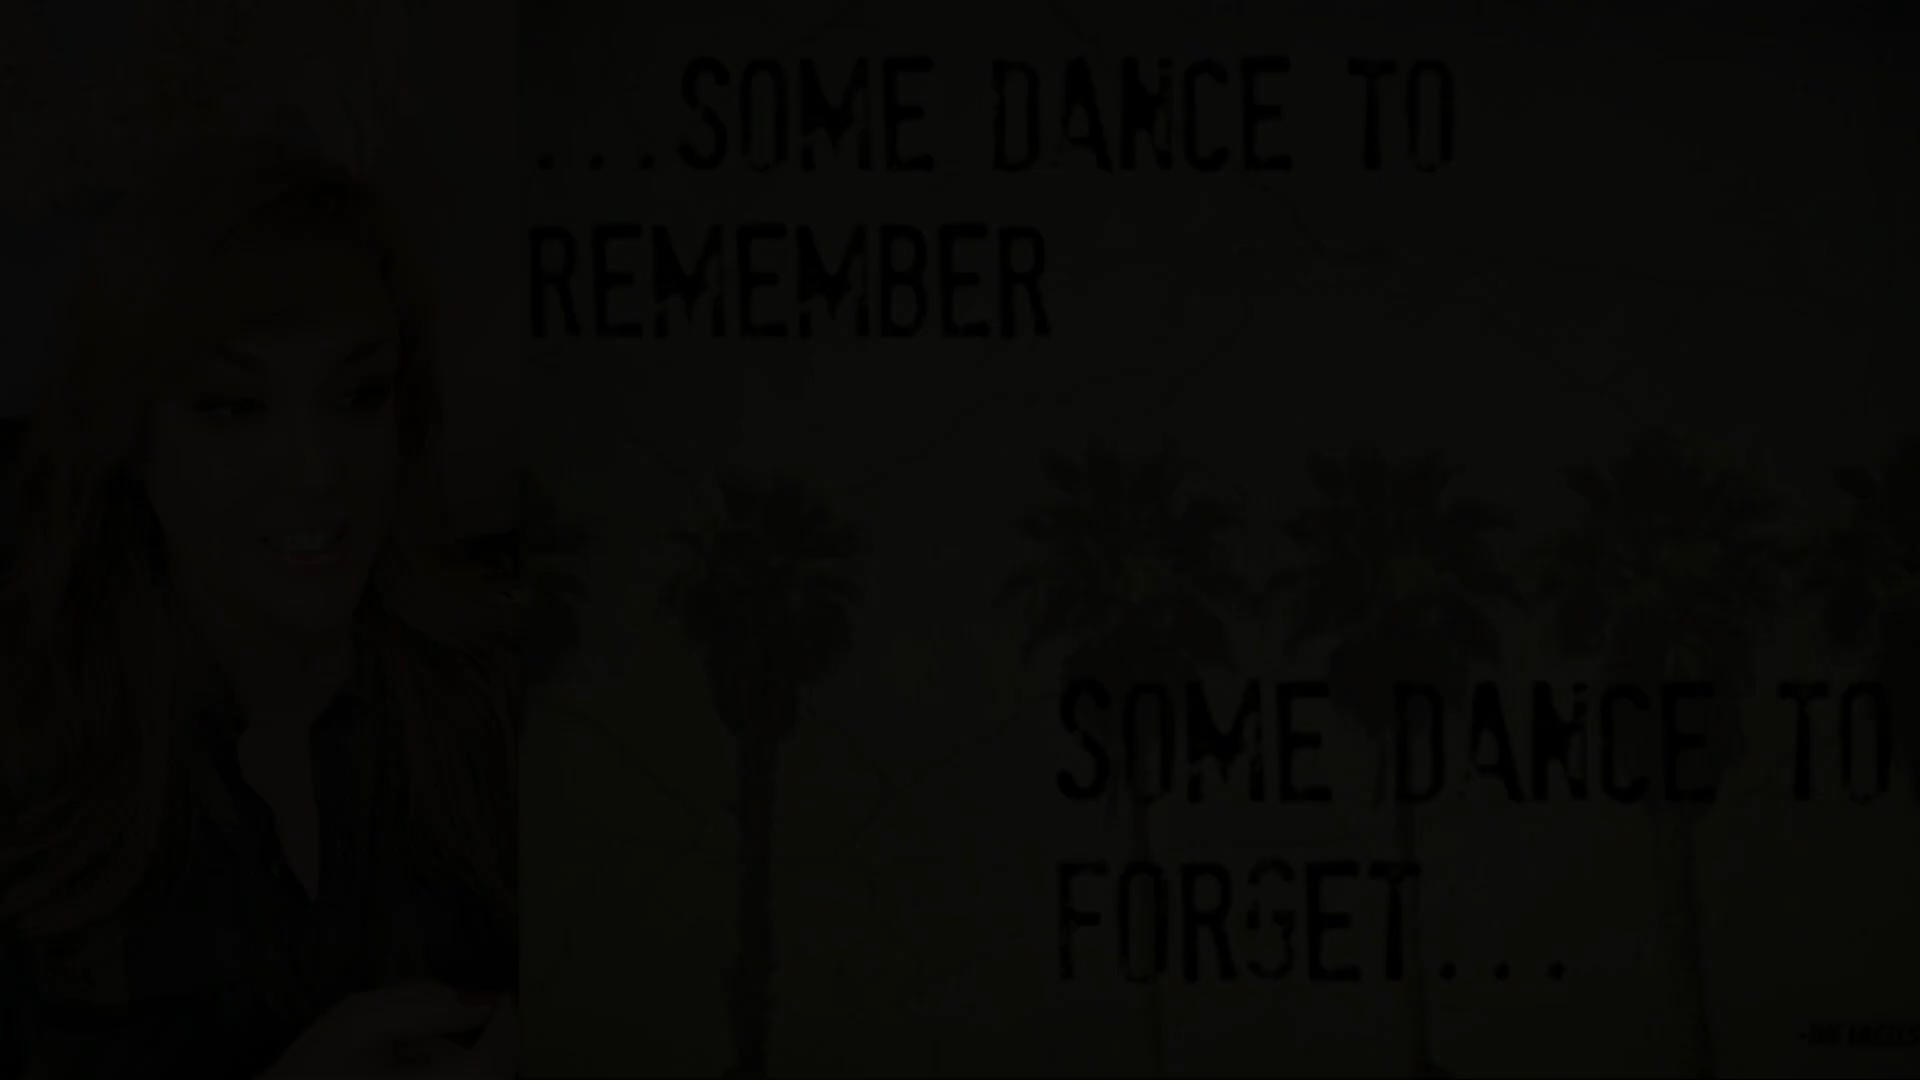 ...SOME DANCE TO
REMEMBER
SOME DANCE TO
FORGET...